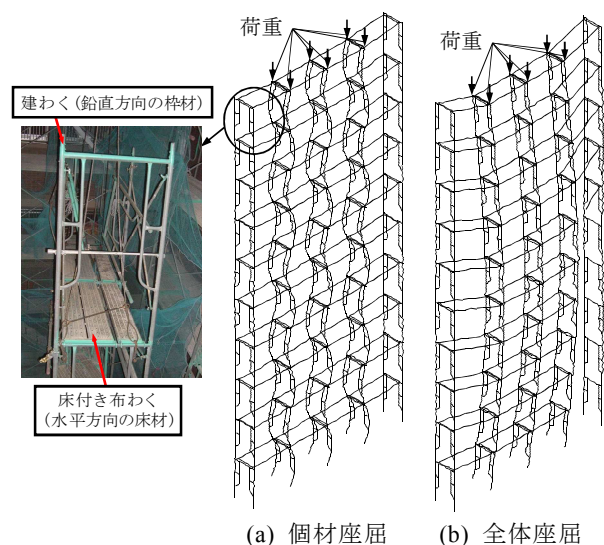 荷重
荷重
建わく(鉛直方向の枠材)
床付き布わく
(水平方向の床材)
(a) 個材座屈
(b) 全体座屈